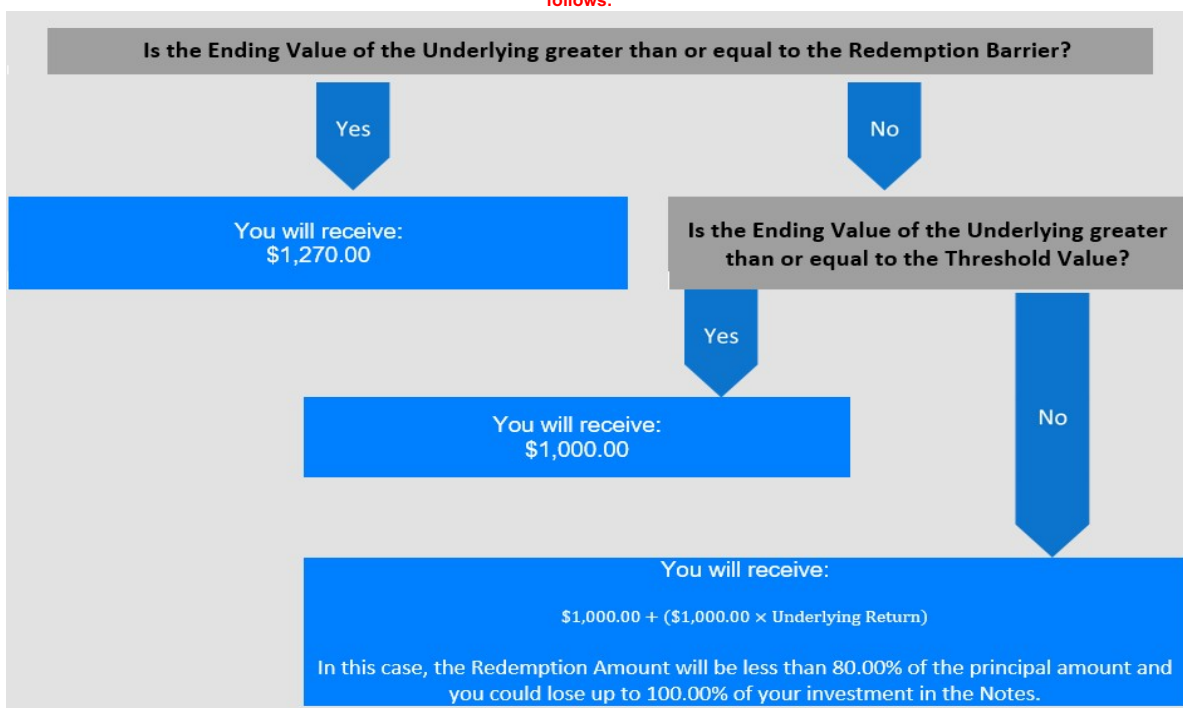 follows:
Is the Ending Value of the Underlying greater than or equal to the Redemption Barrier?
Yes
No
You will receive:
$1,270.00
Is the Ending Value of the Underlying greater
than or equal to the Threshold Value?
Yes
No
You will receive:
$1,000.00
You will receive:
$1,000.00 + ($1,000.00 × Underlying Return)
In this case, the Redemption Amount will be less than 80.00% of the principal amount and
you could lose up to 100.00% of your investment in the Notes.